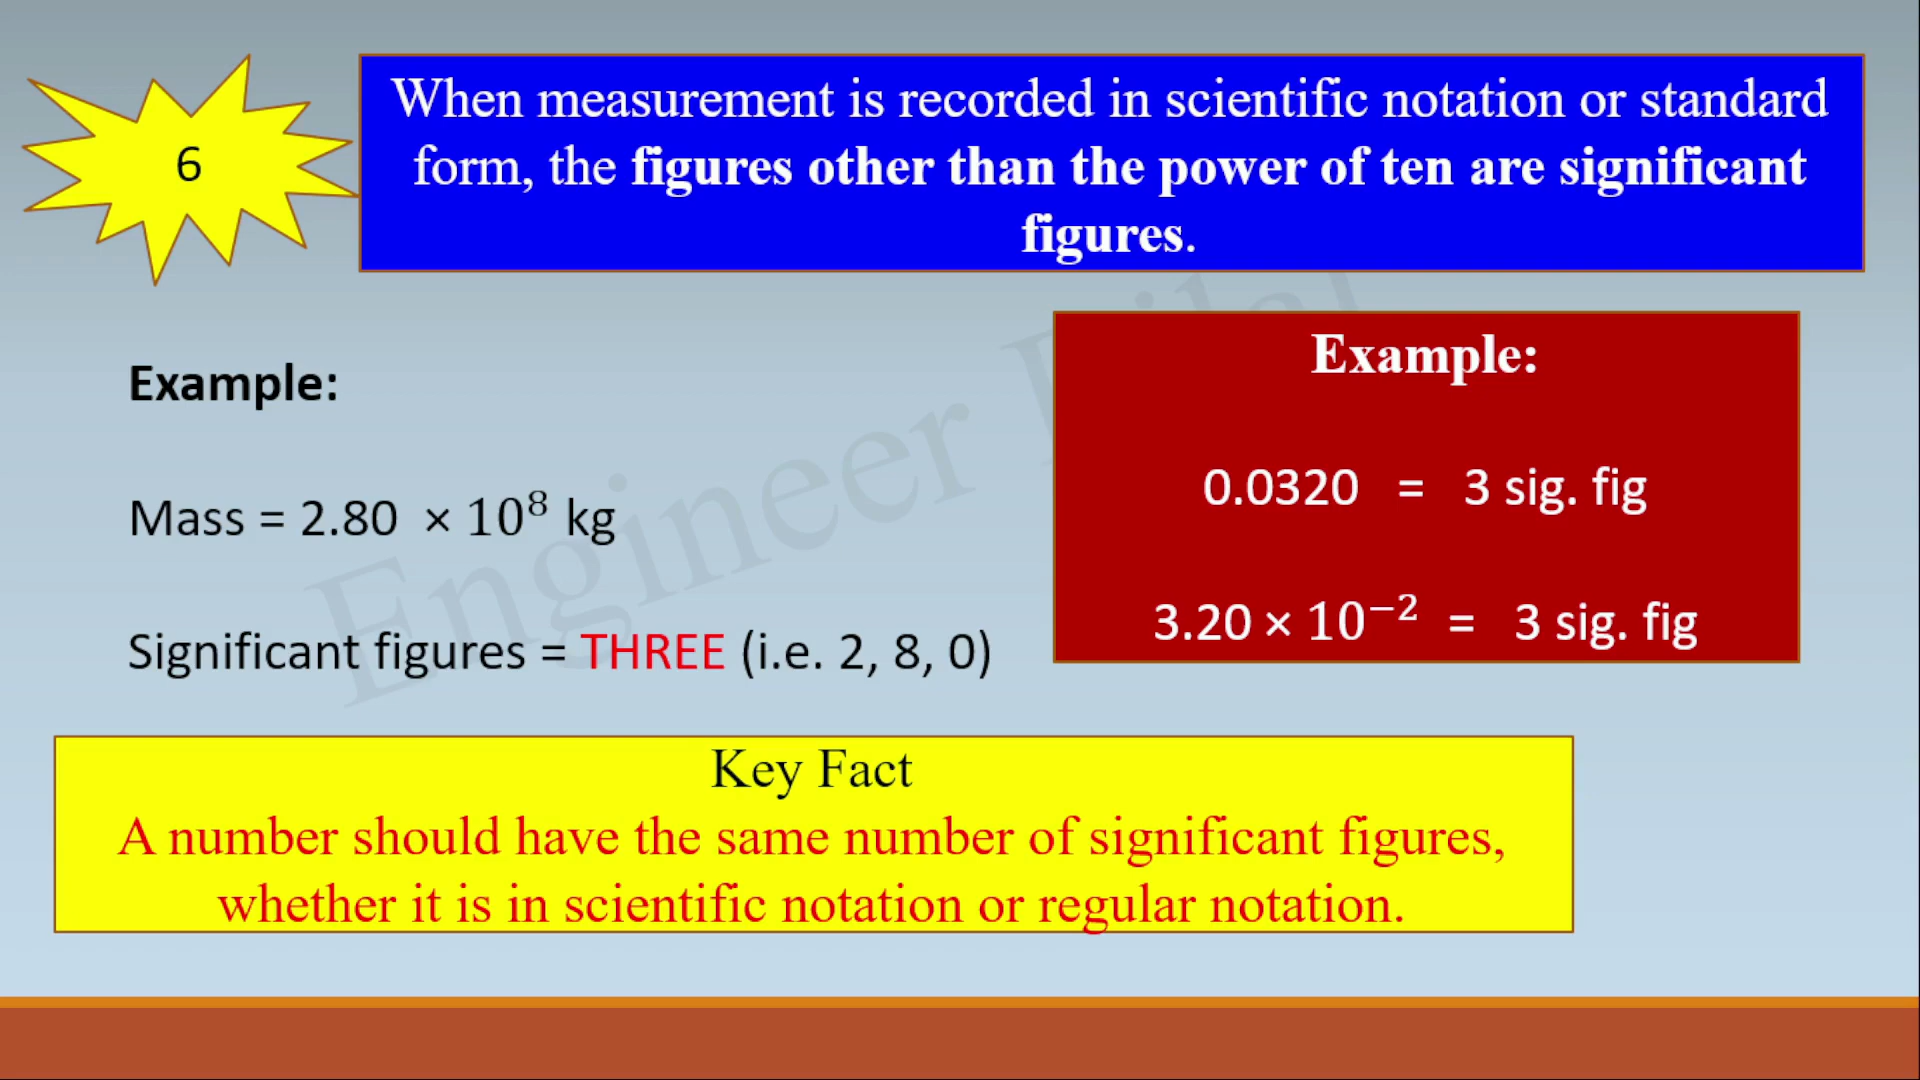 6
When measurement is recorded in scientific notation or standard
form, the figures other than the power of ten are significant
figures.
Example:
Mass = 2.80 × 10⁸ kg
Significant figures = THREE (i.e. 2, 8, 0)
Example:
0.0320 = 3 sig. fig
3.20 × 10⁻² = 3 sig. fig
Key Fact
A number should have the same number of significant figures,
whether it is in scientific notation or regular notation.
Engineer